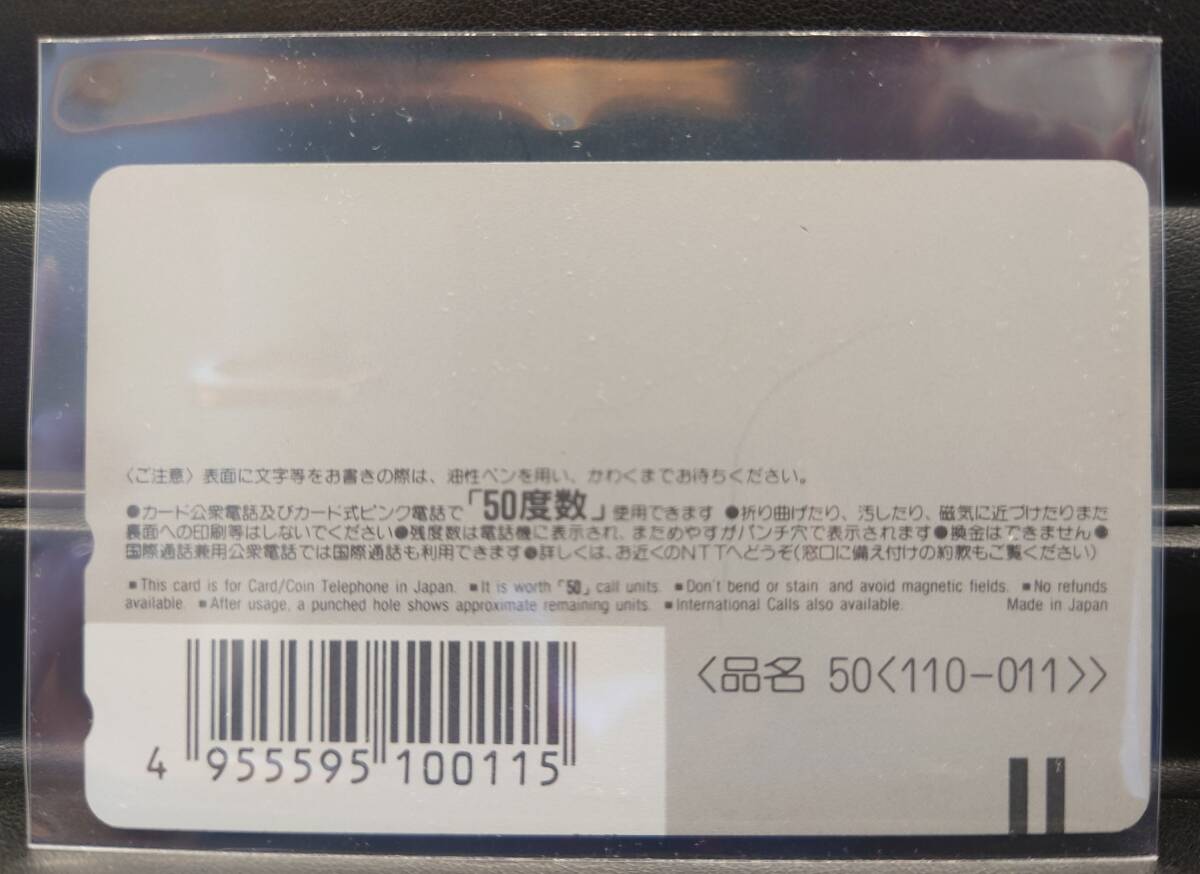 〈ご注意〉表面に文字等をお書きの際は、油性ペンを用い、かわくまでお待ちください。
●カード公衆電話及びカード式ピンク電話で「50度数」使用できます ●折り曲げたり、汚したり、磁気に近づけたりまた
裏面への印刷等はしないでください●残度数は電話機に表示され、まためやすがパンチ穴で表示されます●換金はできません●
国際通話兼用公衆電話では国際通話も利用できます●詳しくは、お近くのNTTへどうぞ(窓口に備え付けの約款もご覧ください)
■This card is for Card/Coin Telephone in Japan. ■It is worth「50」call units. ■Don't bend or stain and avoid magnetic fields. ■No refunds
available. ■After usage, a punched hole shows approximate remaining units. ■International Calls also available. Made in Japan
〈品名 50〈110-011〉〉
4 955595 100115